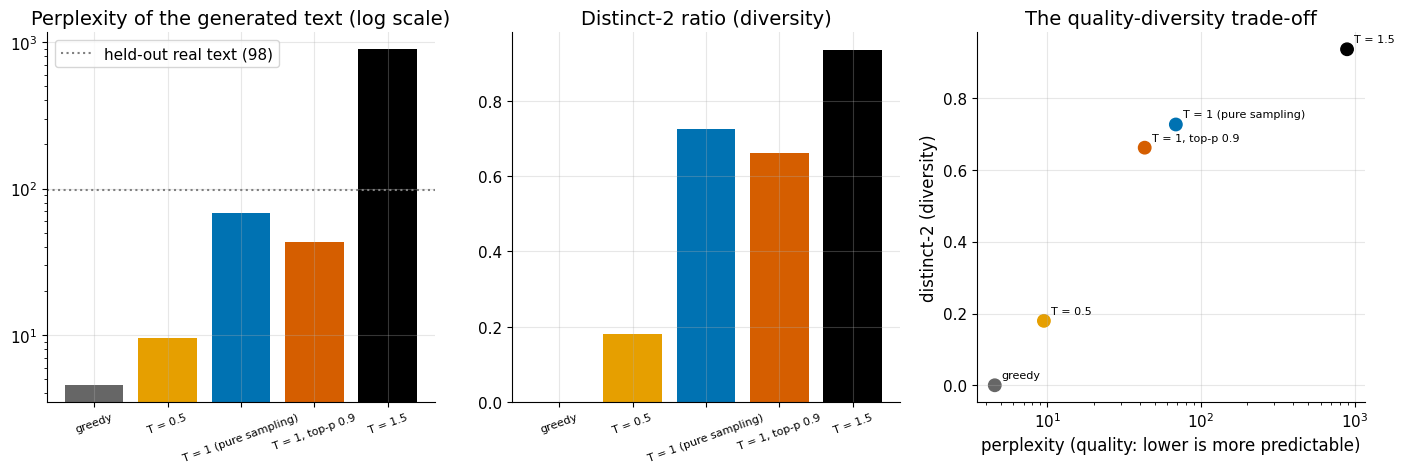 Perplexity of the generated text (log scale)
held-out real text (98)
10³
10²
10¹
greedy
T = 0.5
T = 1 (pure sampling)
T = 1, top-p 0.9
T = 1.5
Distinct-2 ratio (diversity)
0.8
0.6
0.4
0.2
0.0
greedy
T = 0.5
T = 1 (pure sampling)
T = 1, top-p 0.9
T = 1.5
The quality-diversity trade-off
distinct-2 (diversity)
0.8
0.6
0.4
0.2
0.0
T = 1.5
T = 1 (pure sampling)
T = 1, top-p 0.9
T = 0.5
greedy
10¹
10²
10³
perplexity (quality: lower is more predictable)